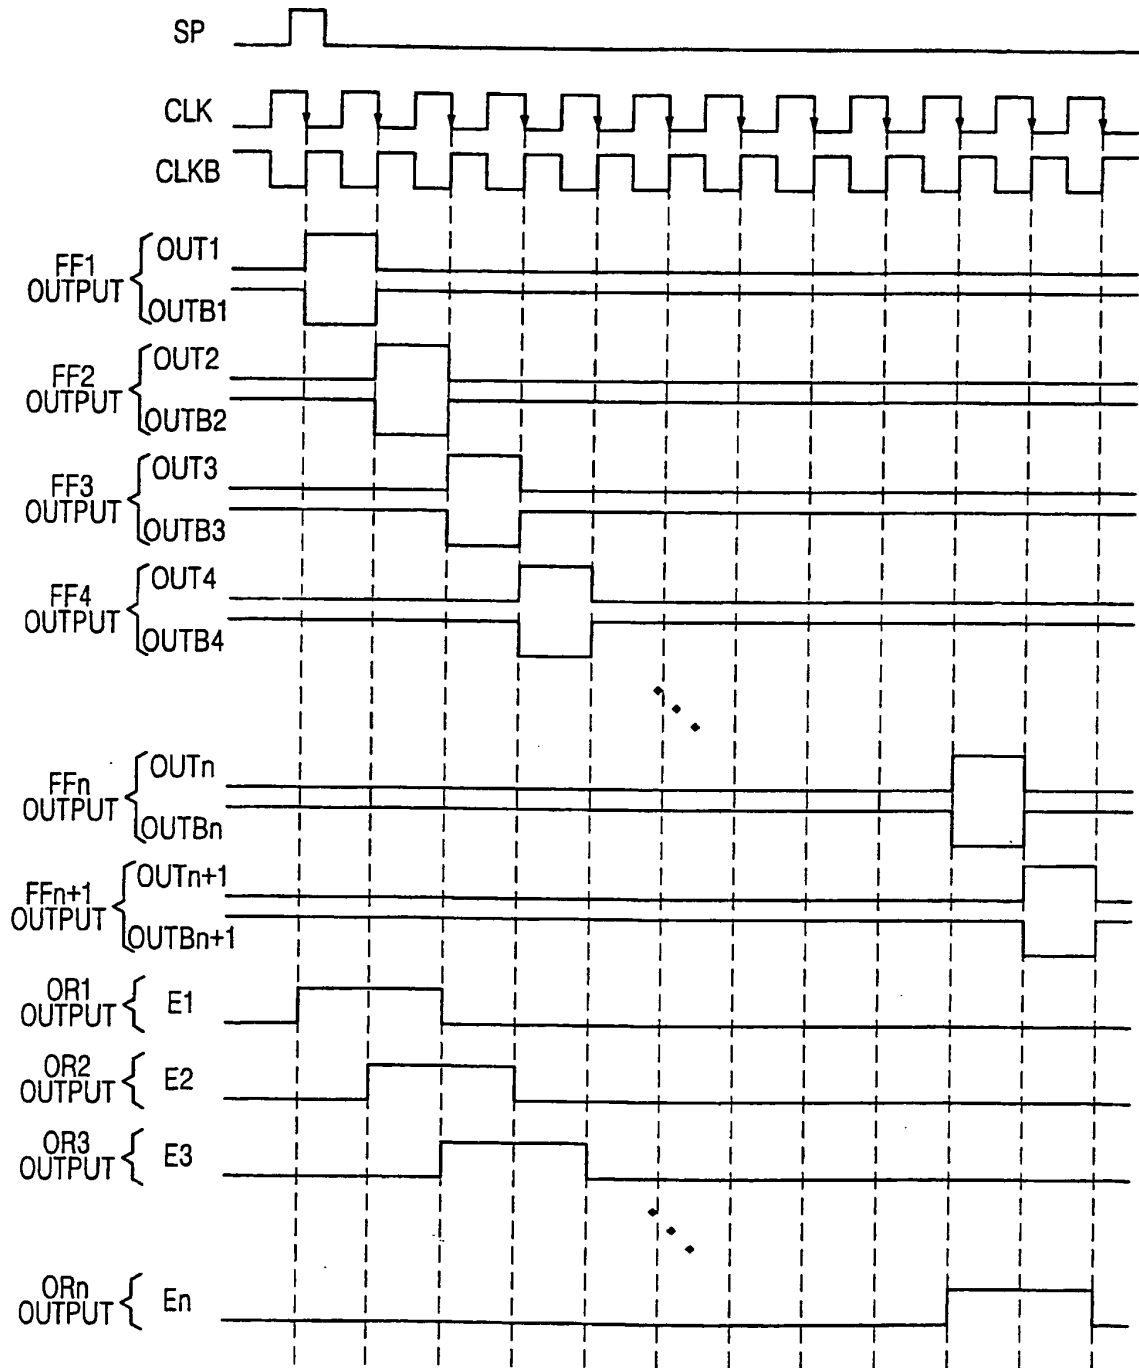 SP
CLK
CLKB
FF1
OUTPUT
OUT1
OUTB1
FF2
OUTPUT
OUT2
OUTB2
FF3
OUTPUT
OUT3
OUTB3
FF4
OUTPUT
OUT4
OUTB4
FFn
OUTPUT
OUTn
OUTBn
FFn+1
OUTPUT
OUTn+1
OUTBn+1
OR1
OUTPUT
E1
OR2
OUTPUT
E2
OR3
OUTPUT
E3
ORn
OUTPUT
En